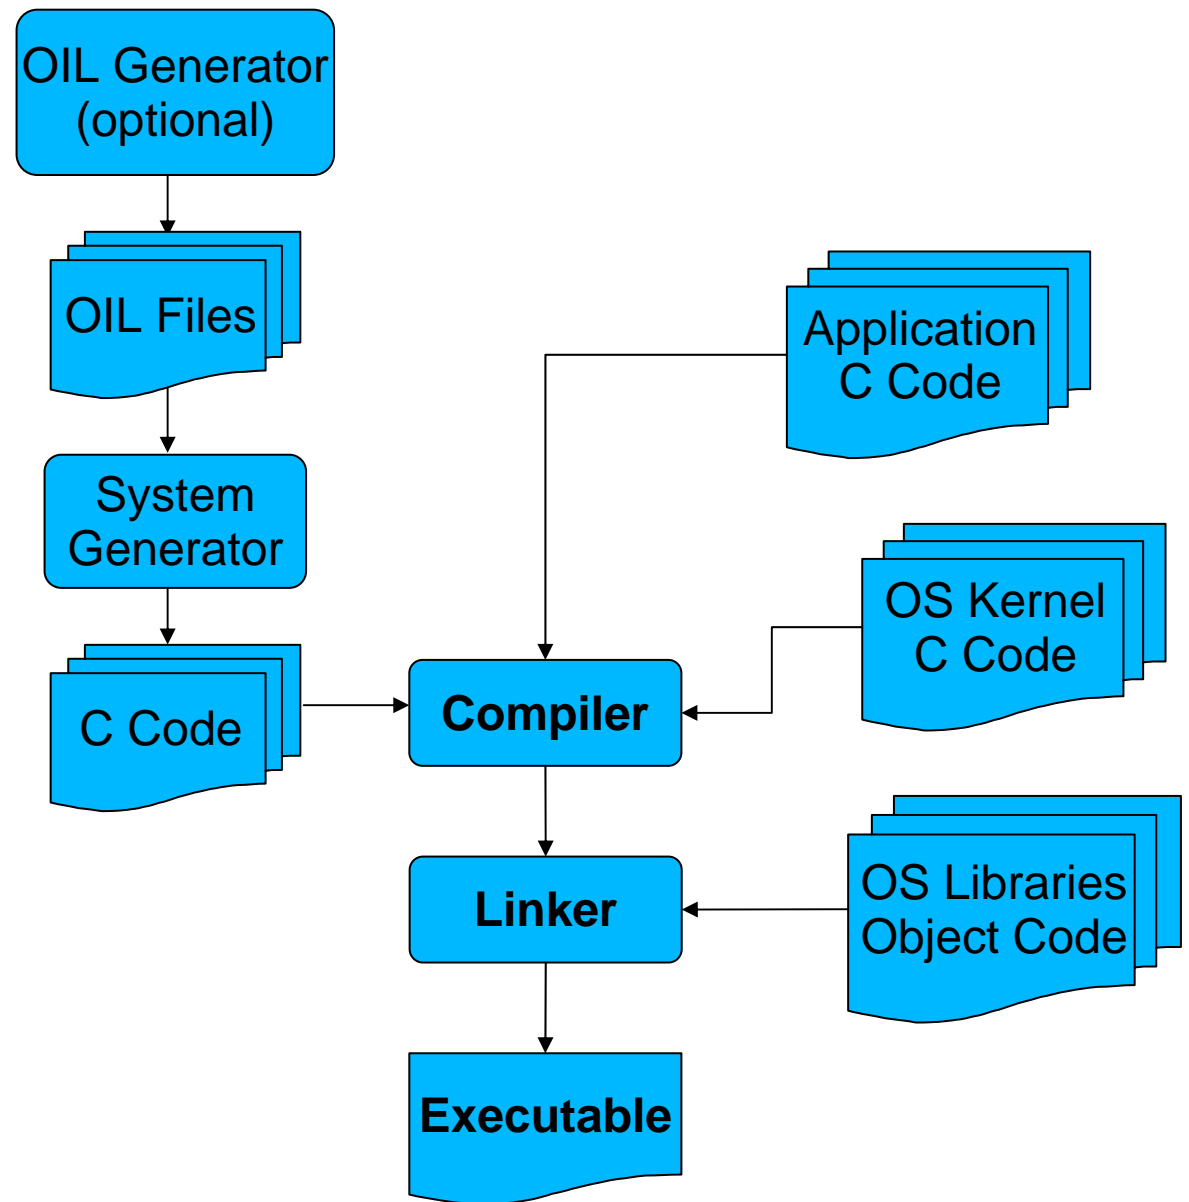 OIL Generator
(optional)
OIL Files
Application
C Code
System
Generator
OS Kernel
C Code
C Code
Compiler
Linker
OS Libraries
Object Code
Executable